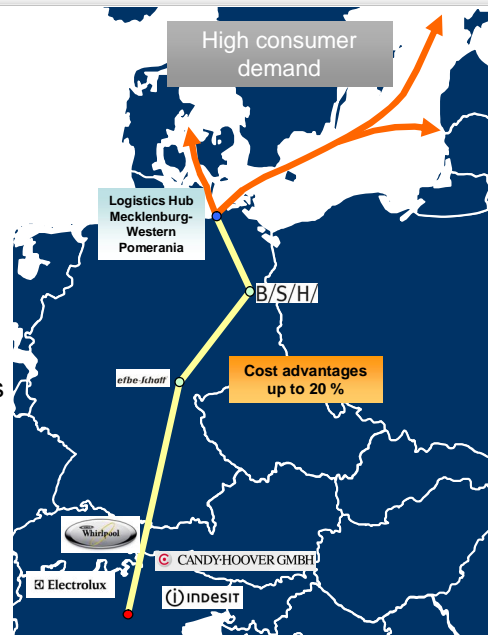 High consumer
demand
Logistics Hub
Mecklenburg-
Western
Pomerania
B/S/H/
efbe-Schott
Cost advantages
up to 20 %
s
Whirlpool
CANDY·HOOVER GMBH
Electrolux
indesit